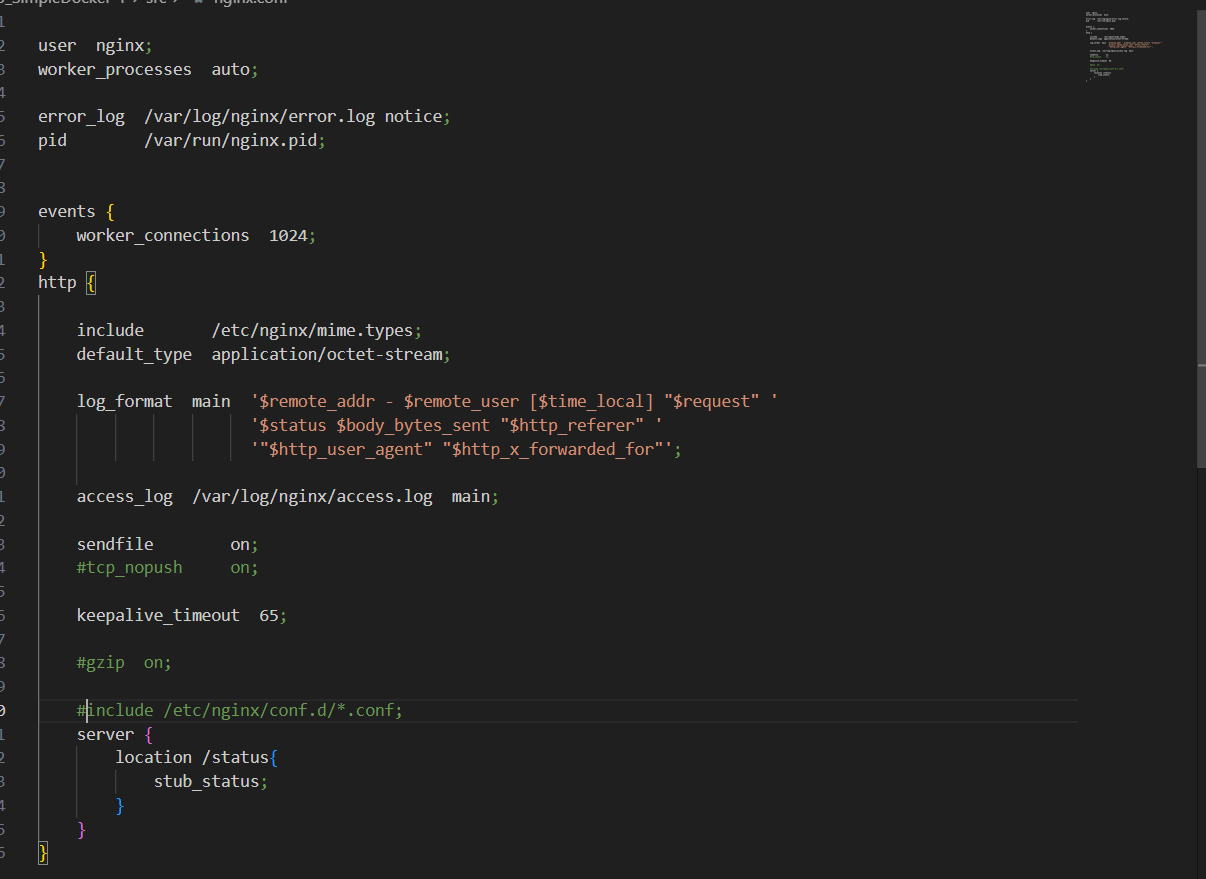 SimpleDocker-1 > src > nginx.conf
1
2 user  nginx;
3 worker_processes  auto;
4
5 error_log  /var/log/nginx/error.log notice;
6 pid        /var/run/nginx.pid;
7
8
9 events {
0     worker_connections  1024;
1 }
2 http {
3
4     include       /etc/nginx/mime.types;
5     default_type  application/octet-stream;
6
7     log_format  main  '$remote_addr - $remote_user [$time_local] "$request" '
8                       '$status $body_bytes_sent "$http_referer" '
9                       '"$http_user_agent" "$http_x_forwarded_for"';
0
1     access_log  /var/log/nginx/access.log  main;
2
3     sendfile        on;
4     #tcp_nopush     on;
5
6     keepalive_timeout  65;
7
8     #gzip  on;
9
0     #include /etc/nginx/conf.d/*.conf;
1     server {
2         location /status{
3             stub_status;
4         }
5     }
6 }